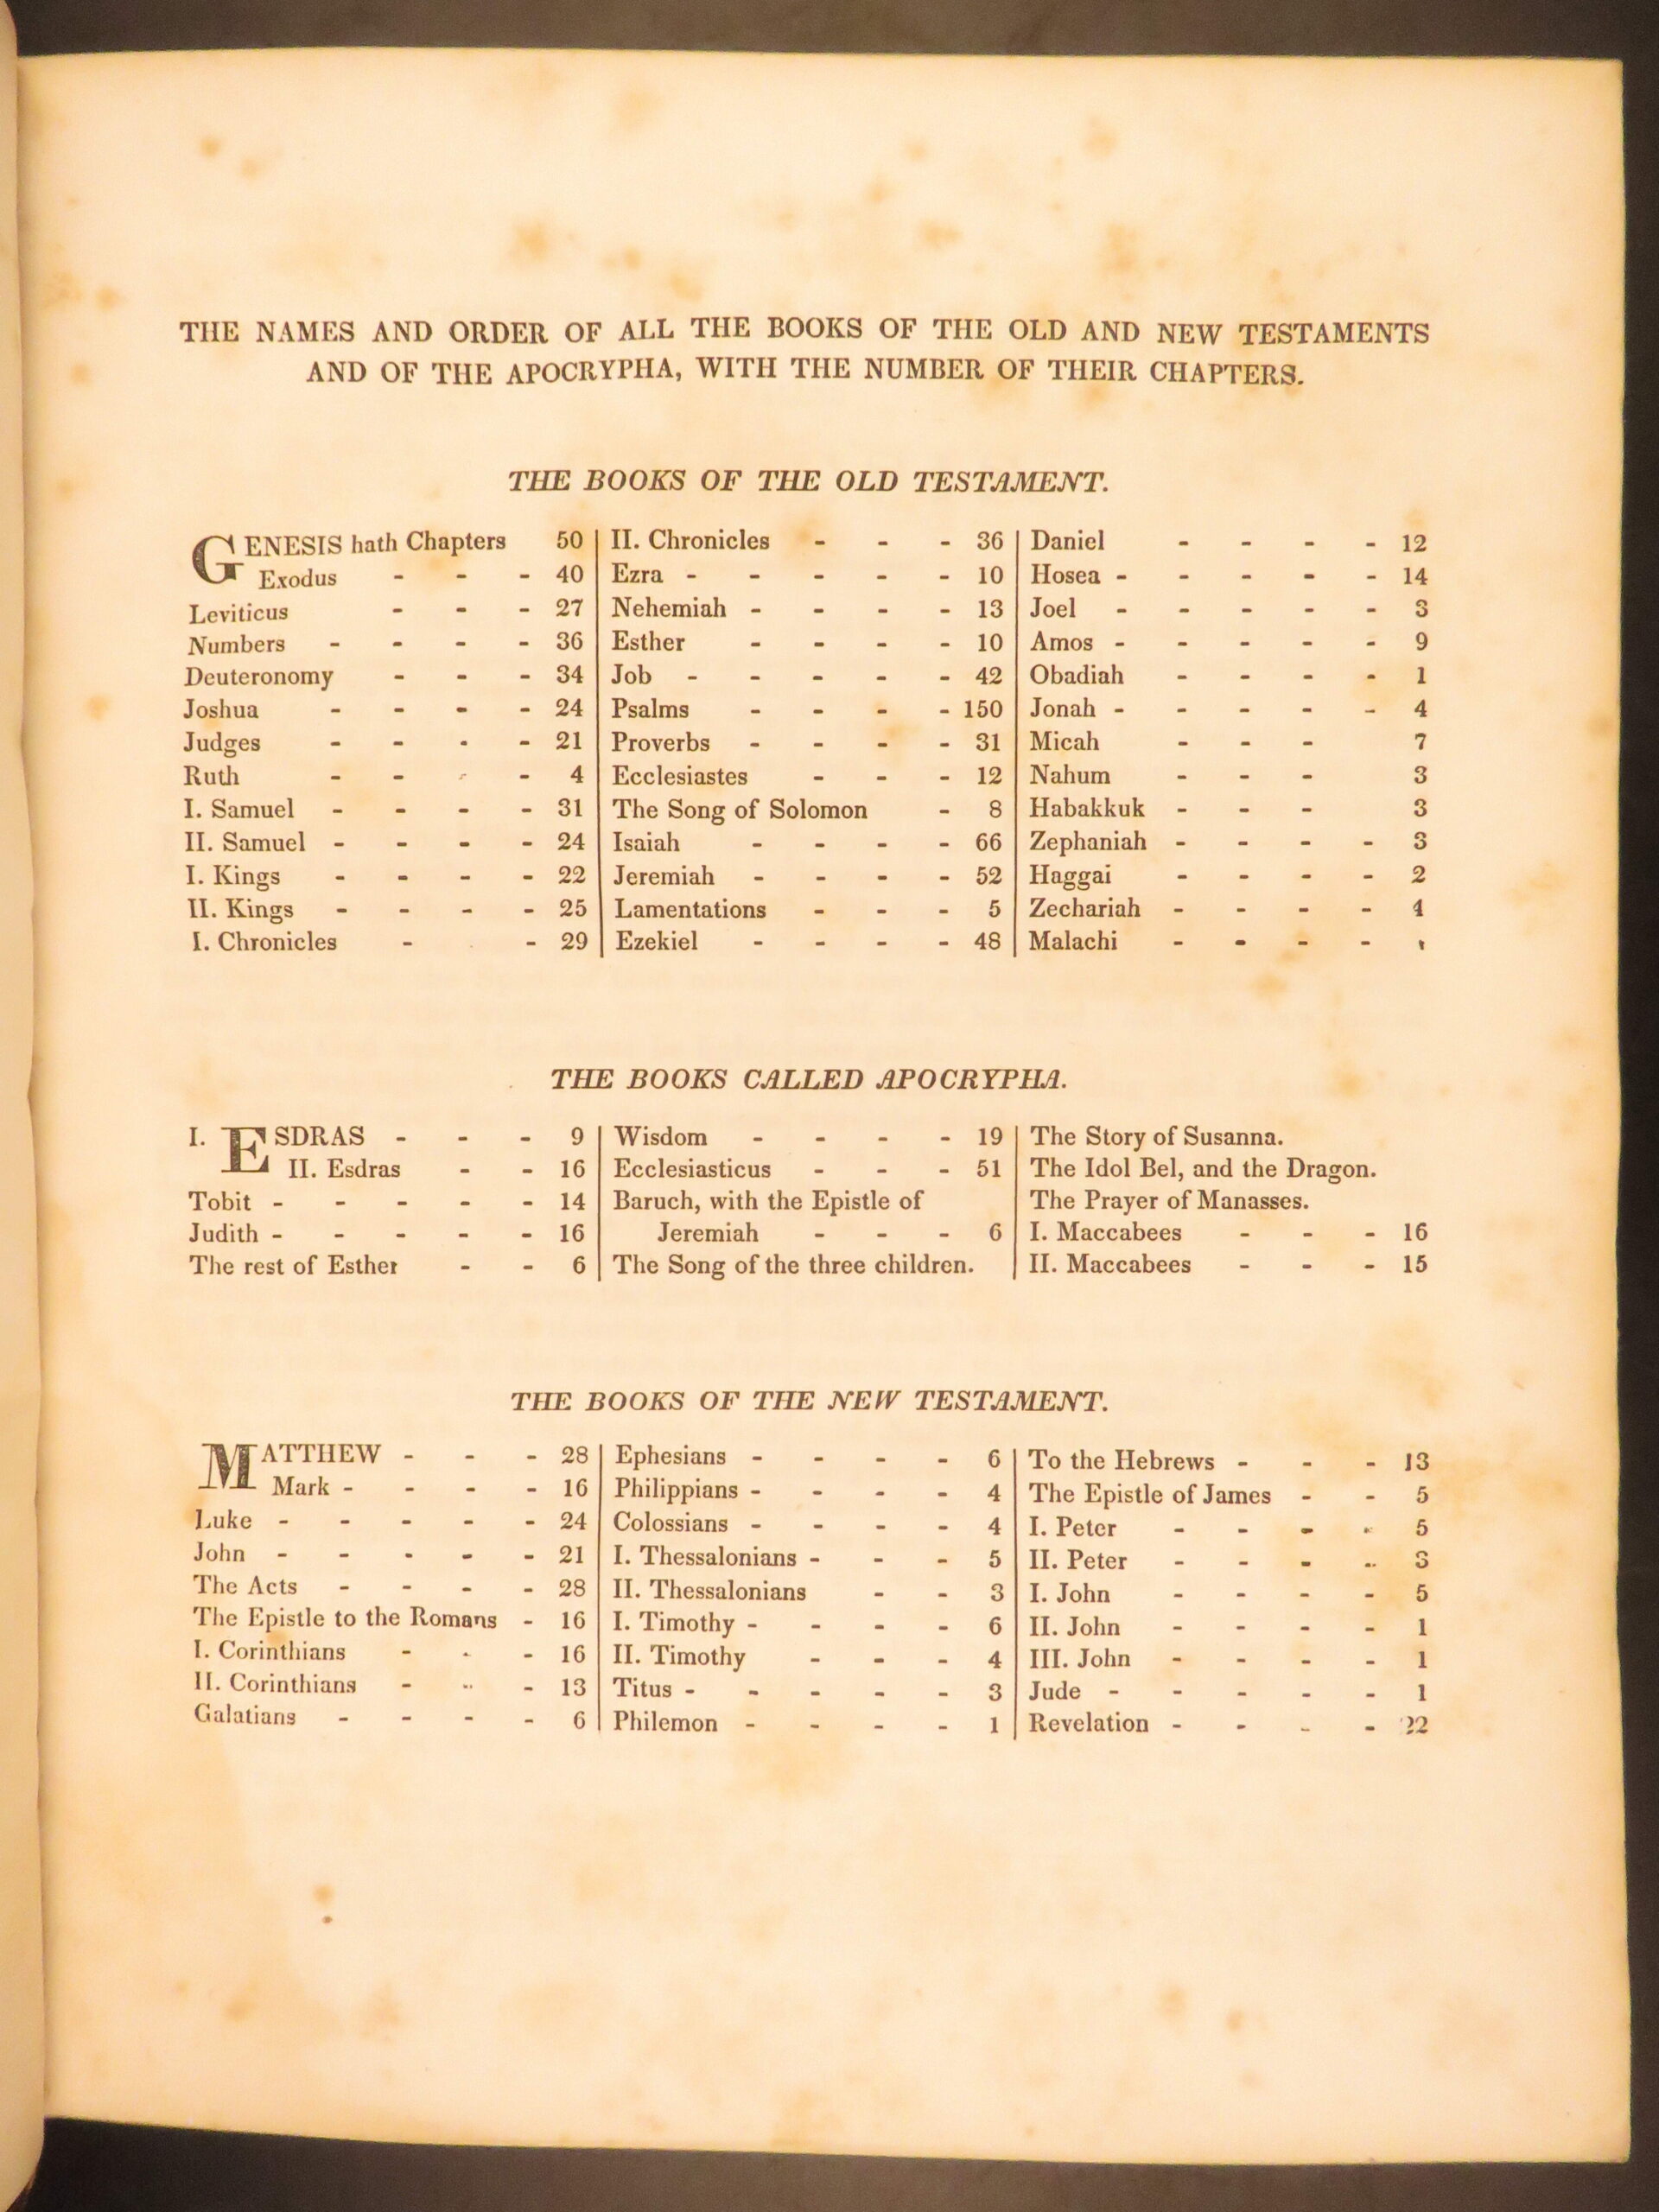 THE NAMES AND ORDER OF ALL THE BOOKS OF THE OLD AND NEW TESTAMENTS
AND OF THE APOCRYPHA, WITH THE NUMBER OF THEIR CHAPTERS.
THE BOOKS OF THE OLD TESTAMENT.
GENESIS hath Chapters 50
Exodus - - - 40
Leviticus - - - 27
Numbers - - - - 36
Deuteronomy - - - 34
Joshua - - - - 24
Judges - - - - 21
Ruth - - - - 4
I. Samuel - - - - 31
II. Samuel - - - - 24
I. Kings - - - - 22
II. Kings - - - - 25
I. Chronicles - - 29
II. Chronicles - - - 36
Ezra - - - - - 10
Nehemiah - - - - 13
Esther - - - - 10
Job - - - - - 42
Psalms - - - - 150
Proverbs - - - - 31
Ecclesiastes - - - 12
The Song of Solomon - 8
Isaiah - - - - 66
Jeremiah - - - - 52
Lamentations - - - 5
Ezekiel - - - - 48
Daniel - - - - 12
Hosea - - - - - 14
Joel - - - - - 3
Amos - - - - - 9
Obadiah - - - - 1
Jonah - - - - - 4
Micah - - - 7
Nahum - - - 3
Habakkuk - - - 3
Zephaniah - - - - 3
Haggai - - - - 2
Zechariah - - - - 4
Malachi - - - -
THE BOOKS CALLED APOCRYPHA.
I. ESDRAS - - - 9
II. Esdras - - 16
Tobit - - - - - 14
Judith - - - - - 16
The rest of Esther - - 6
Wisdom - - - - 19
Ecclesiasticus - - - 51
Baruch, with the Epistle of
Jeremiah - - - 6
The Song of the three children.
The Story of Susanna.
The Idol Bel, and the Dragon.
The Prayer of Manasses.
I. Maccabees - - - 16
II. Maccabees - - - 15
THE BOOKS OF THE NEW TESTAMENT.
MATTHEW - - - 28
Mark - - - - 16
Luke - - - - - 24
John - - - - - 21
The Acts - - - - 28
The Epistle to the Romans - 16
I. Corinthians - - - 16
II. Corinthians - - - 13
Galatians - - - - 6
Ephesians - - - - 6
Philippians - - - - 4
Colossians - - - - 4
I. Thessalonians - - - 5
II. Thessalonians - - 3
I. Timothy - - - - 6
II. Timothy - - - 4
Titus - - - - - 3
Philemon - - - - 1
To the Hebrews - - - 13
The Epistle of James - - 5
I. Peter - - - - 5
II. Peter - - - - 3
I. John - - - - 5
II. John - - - - 1
III. John - - - - 1
Jude - - - - - 1
Revelation - - - - 22